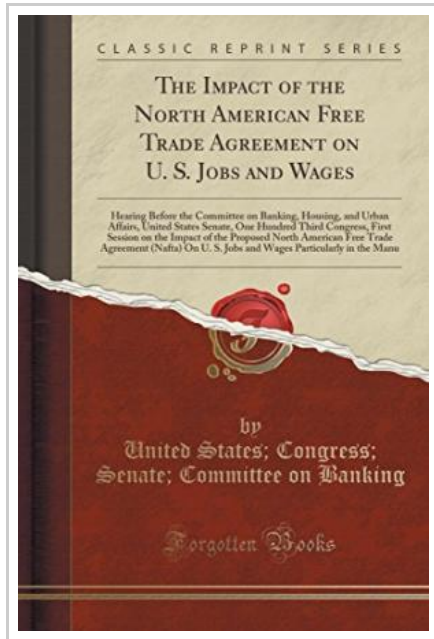 CLASSIC REPRINT SERIES
THE IMPACT OF THE
NORTH AMERICAN FREE
TRADE AGREEMENT ON
U. S. JOBS AND WAGES
Hearing Before the Committee on Banking, Housing, and Urban
Affairs, United States Senate, One Hundred Third Congress, First
Session on the Impact of the Proposed North American Free Trade
Agreement (Nafta) On U. S. Jobs and Wages Particularly in the Manu
by
United States; Congress;
Senate; Committee on Banking
Forgotten Books